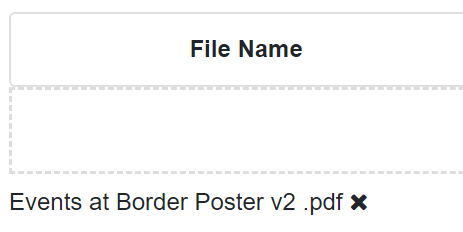 File Name
Events at Border Poster v2 .pdf ✖